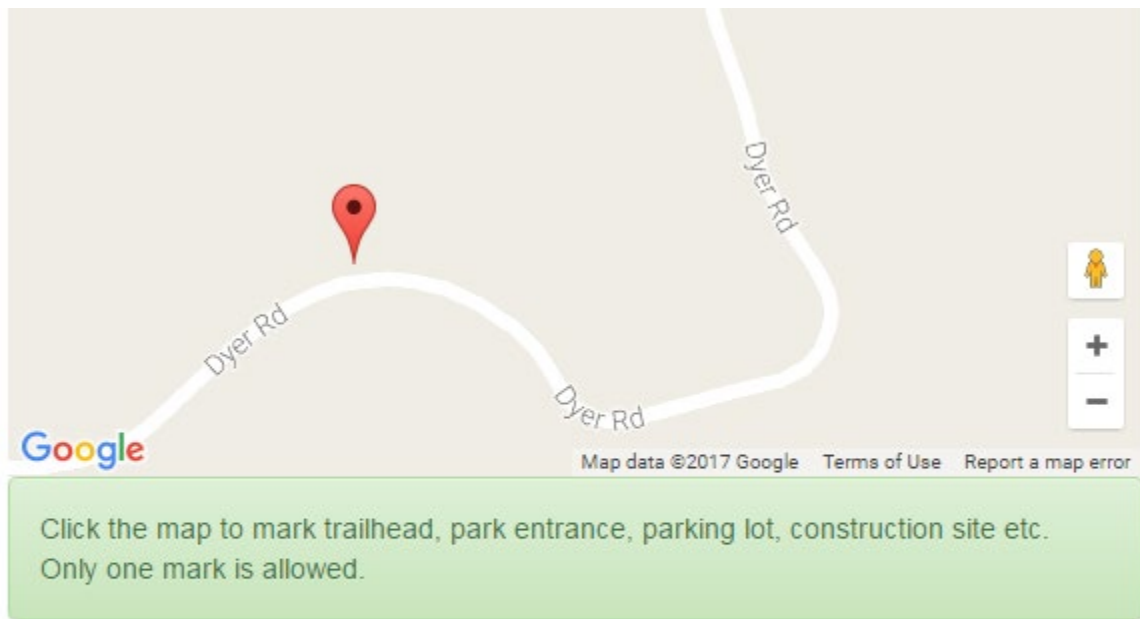 Dyer Rd
Dyer Rd
Dyer Rd
+
−
Google
Map data ©2017 Google Terms of Use Report a map error
Click the map to mark trailhead, park entrance, parking lot, construction site etc.
Only one mark is allowed.